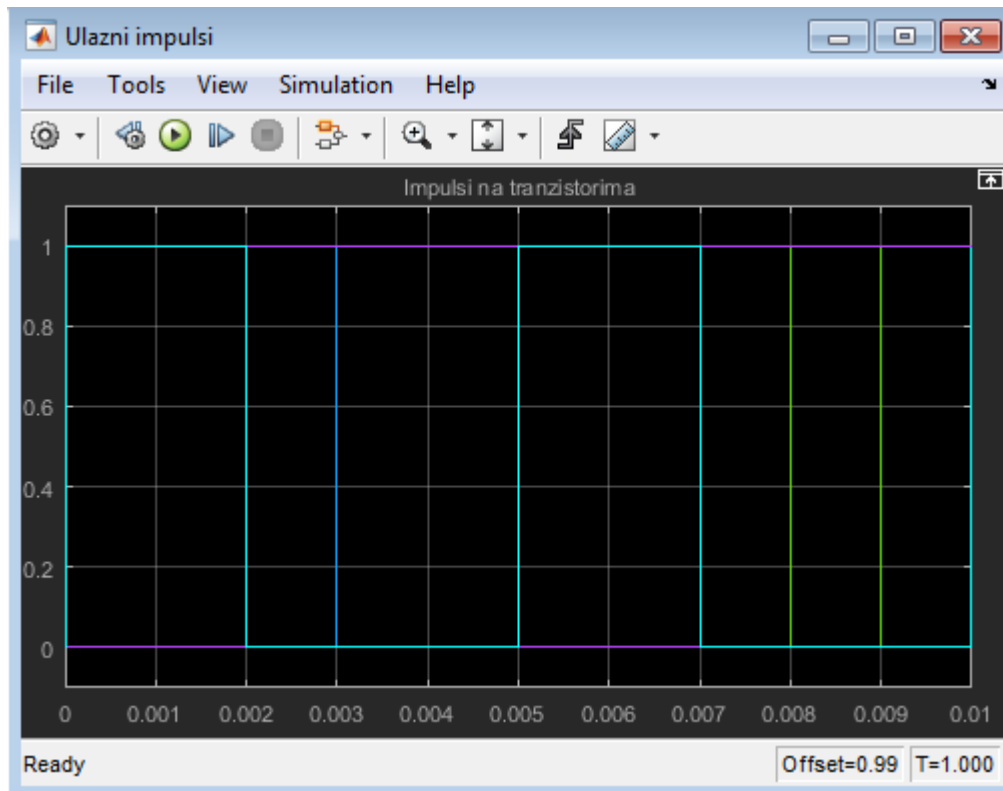 Ulazni impulsi
File Tools View Simulation Help
Impulsi na tranzistorima
1
0.8
0.6
0.4
0.2
0
0 0.001 0.002 0.003 0.004 0.005 0.006 0.007 0.008 0.009 0.01
Ready Offset=0.99 T=1.000